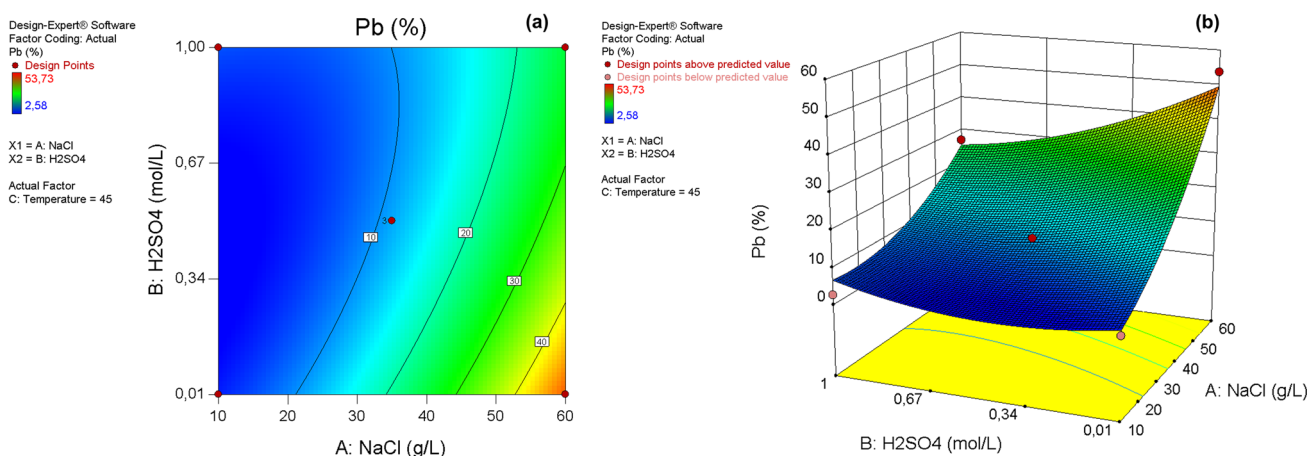 Design-Expert® Software
Factor Coding: Actual
Pb (%)
Design Points
53,73
2,58
X1 = A: NaCl
X2 = B: H2SO4
Actual Factor
C: Temperature = 45
Pb (%)
(a)
1,00
0,67
0,34
0,01
B: H2SO4 (mol/L)
10
20
30
40
50
60
A: NaCl (g/L)
3
10
20
30
40
Design-Expert® Software
Factor Coding: Actual
Pb (%)
Design points above predicted value
Design points below predicted value
53,73
2,58
X1 = A: NaCl
X2 = B: H2SO4
Actual Factor
C: Temperature = 45
(b)
60
50
40
30
20
10
0
Pb (%)
1
0,67
0,34
0,01
B: H2SO4 (mol/L)
10
20
30
40
50
60
A: NaCl (g/L)